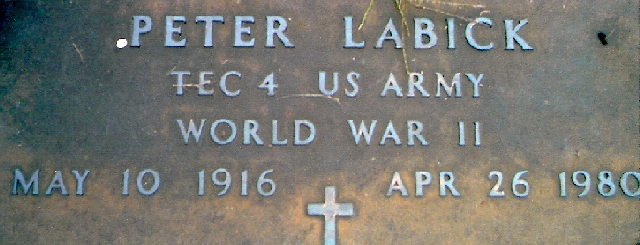 PETER LABICK
TEC 4 US ARMY
WORLD WAR II
MAY 10 1916 APR 26 1980